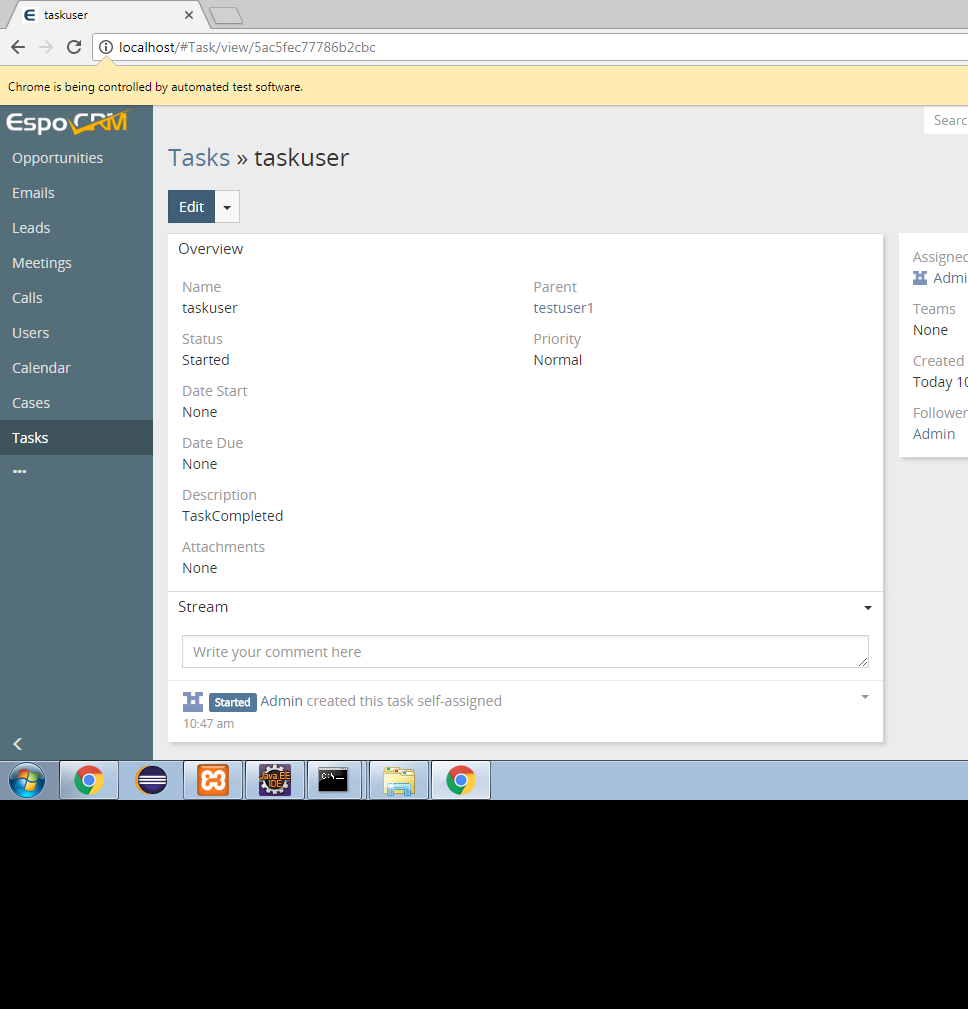 taskuser
localhost/#Task/view/5ac5fec77786b2cbc
Chrome is being controlled by automated test software.
EspoCRM
Searc
Opportunities
Emails
Leads
Meetings
Calls
Users
Calendar
Cases
Tasks
Tasks » taskuser
Edit
Overview
Name
taskuser
Parent
testuser1
Status
Started
Priority
Normal
Date Start
None
Date Due
None
Description
TaskCompleted
Attachments
None
Stream
Write your comment here
Started Admin created this task self-assigned
10:47 am
Assigned
Admi
Teams
None
Created
Today 10
Follower
Admin
Java EE
IDE
C:\